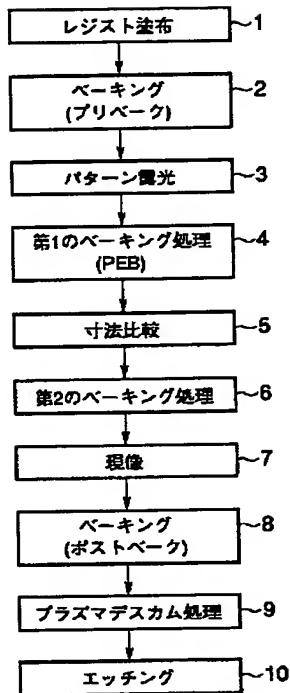 レジスト塗布 ~1
ベーキング ~2
(プリベーク)
パターン露光 ~3
第1のベーキング処理 ~4
(PEB)
寸法比較 ~5
第2のベーキング処理 ~6
現像 ~7
ベーキング ~8
(ポストベーク)
プラズマデスカム処理 ~9
エッチング ~10